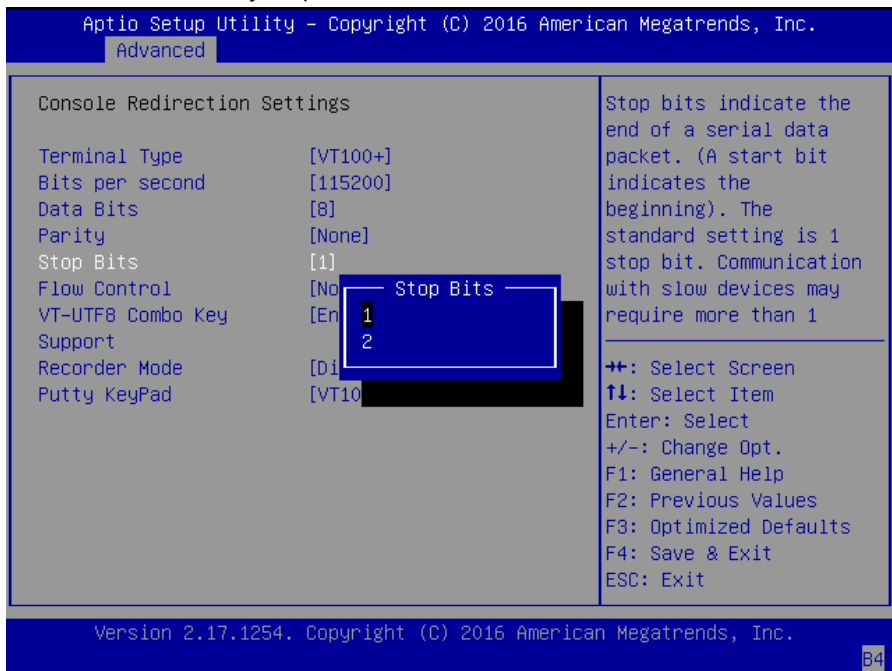 Aptio Setup Utility – Copyright (C) 2016 American Megatrends, Inc.
Advanced
Console Redirection Settings
Terminal Type [VT100+]
Bits per second [115200]
Data Bits [8]
Parity [None]
Stop Bits [1]
Flow Control [No
VT-UTF8 Combo Key [En
Support
Recorder Mode [Di
Putty KeyPad [VT10
Stop Bits
1
2
Stop bits indicate the
end of a serial data
packet. (A start bit
indicates the
beginning). The
standard setting is 1
stop bit. Communication
with slow devices may
require more than 1
→←: Select Screen
↑↓: Select Item
Enter: Select
+/-: Change Opt.
F1: General Help
F2: Previous Values
F3: Optimized Defaults
F4: Save & Exit
ESC: Exit
Version 2.17.1254. Copyright (C) 2016 American Megatrends, Inc.
B4